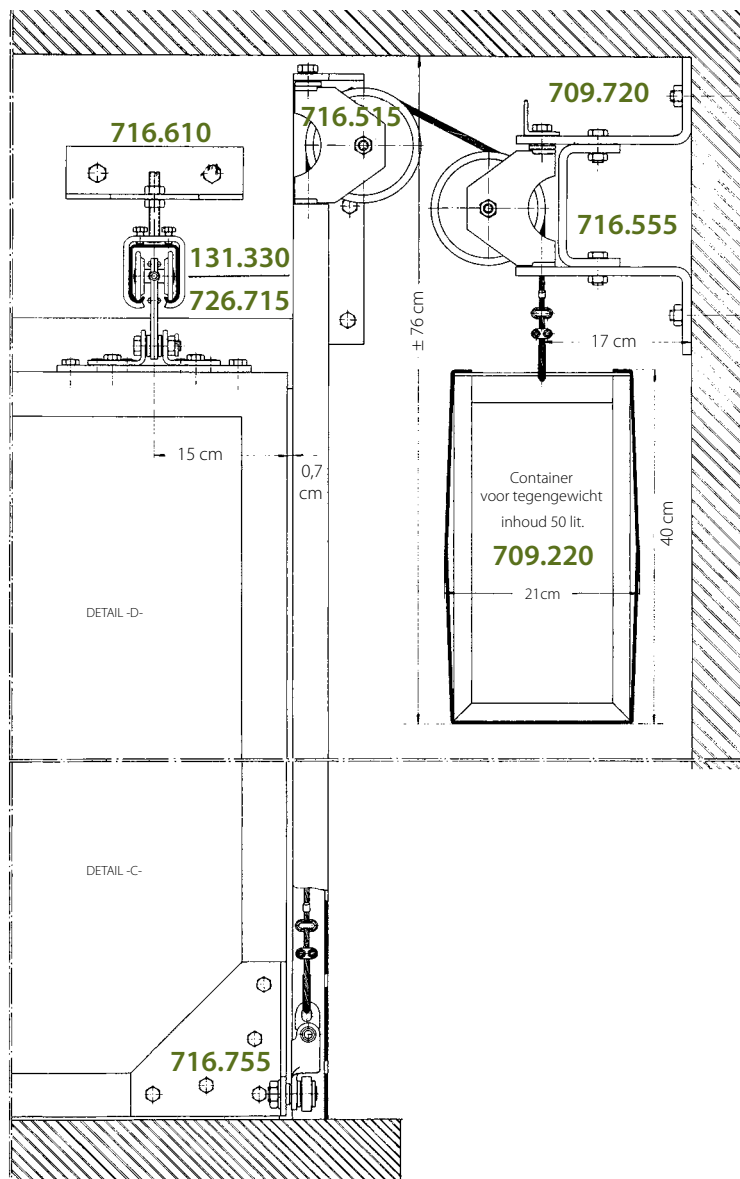 709.720
716.515
716.610
716.555
131.330
726.715
± 76 cm
17 cm
15 cm
0,7
cm
Container
voor tegengewicht
inhoud 50 lit.
709.220
40 cm
21cm
DETAIL -D-
DETAIL -C-
716.755